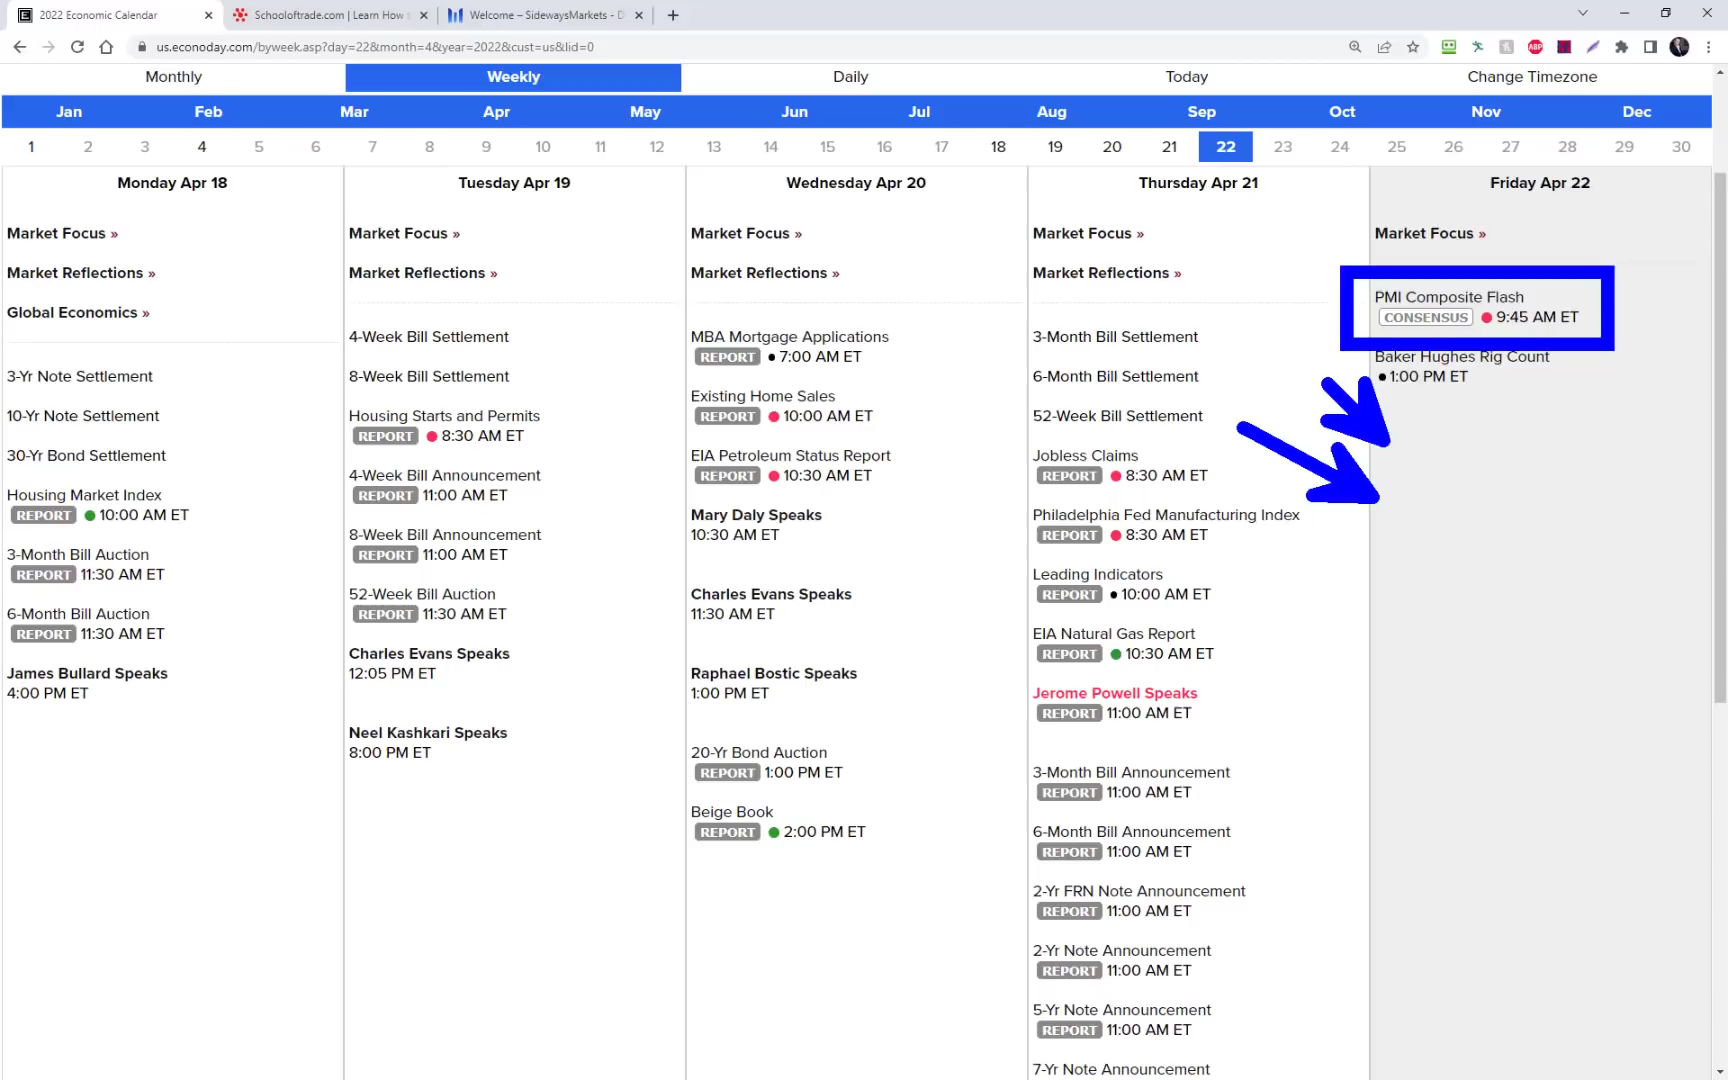 2022 Economic Calendar
Schooloftrade.com | Learn How
Welcome – SidewaysMarkets - D
us.econoday.com/byweek.asp?day=22&month=4&year=2022&cust=us&lid=0
ABP
Monthly Weekly Daily Today Change Timezone
Jan Feb Mar Apr May Jun Jul Aug Sep Oct Nov Dec
1 2 3 4 5 6 7 8 9 10 11 12 13 14 15 16 17 18 19 20 21 22 23 24 25 26 27 28 29 30
Monday Apr 18
Market Focus »
Market Reflections »
Global Economics »
3-Yr Note Settlement
10-Yr Note Settlement
30-Yr Bond Settlement
Housing Market Index
REPORT 10:00 AM ET
3-Month Bill Auction
REPORT 11:30 AM ET
6-Month Bill Auction
REPORT 11:30 AM ET
James Bullard Speaks
4:00 PM ET
Tuesday Apr 19
Market Focus »
Market Reflections »
4-Week Bill Settlement
8-Week Bill Settlement
Housing Starts and Permits
REPORT 8:30 AM ET
4-Week Bill Announcement
REPORT 11:00 AM ET
8-Week Bill Announcement
REPORT 11:00 AM ET
52-Week Bill Auction
REPORT 11:30 AM ET
Charles Evans Speaks
12:05 PM ET
Neel Kashkari Speaks
8:00 PM ET
Wednesday Apr 20
Market Focus »
Market Reflections »
MBA Mortgage Applications
REPORT 7:00 AM ET
Existing Home Sales
REPORT 10:00 AM ET
EIA Petroleum Status Report
REPORT 10:30 AM ET
Mary Daly Speaks
10:30 AM ET
Charles Evans Speaks
11:30 AM ET
Raphael Bostic Speaks
1:00 PM ET
20-Yr Bond Auction
REPORT 1:00 PM ET
Beige Book
REPORT 2:00 PM ET
Thursday Apr 21
Market Focus »
Market Reflections »
3-Month Bill Settlement
6-Month Bill Settlement
52-Week Bill Settlement
Jobless Claims
REPORT 8:30 AM ET
Philadelphia Fed Manufacturing Index
REPORT 8:30 AM ET
Leading Indicators
REPORT 10:00 AM ET
EIA Natural Gas Report
REPORT 10:30 AM ET
Jerome Powell Speaks
REPORT 11:00 AM ET
3-Month Bill Announcement
REPORT 11:00 AM ET
6-Month Bill Announcement
REPORT 11:00 AM ET
2-Yr FRN Note Announcement
REPORT 11:00 AM ET
2-Yr Note Announcement
REPORT 11:00 AM ET
5-Yr Note Announcement
REPORT 11:00 AM ET
7-Yr Note Announcement
Friday Apr 22
Market Focus »
PMI Composite Flash
CONSENSUS 9:45 AM ET
Baker Hughes Rig Count
1:00 PM ET